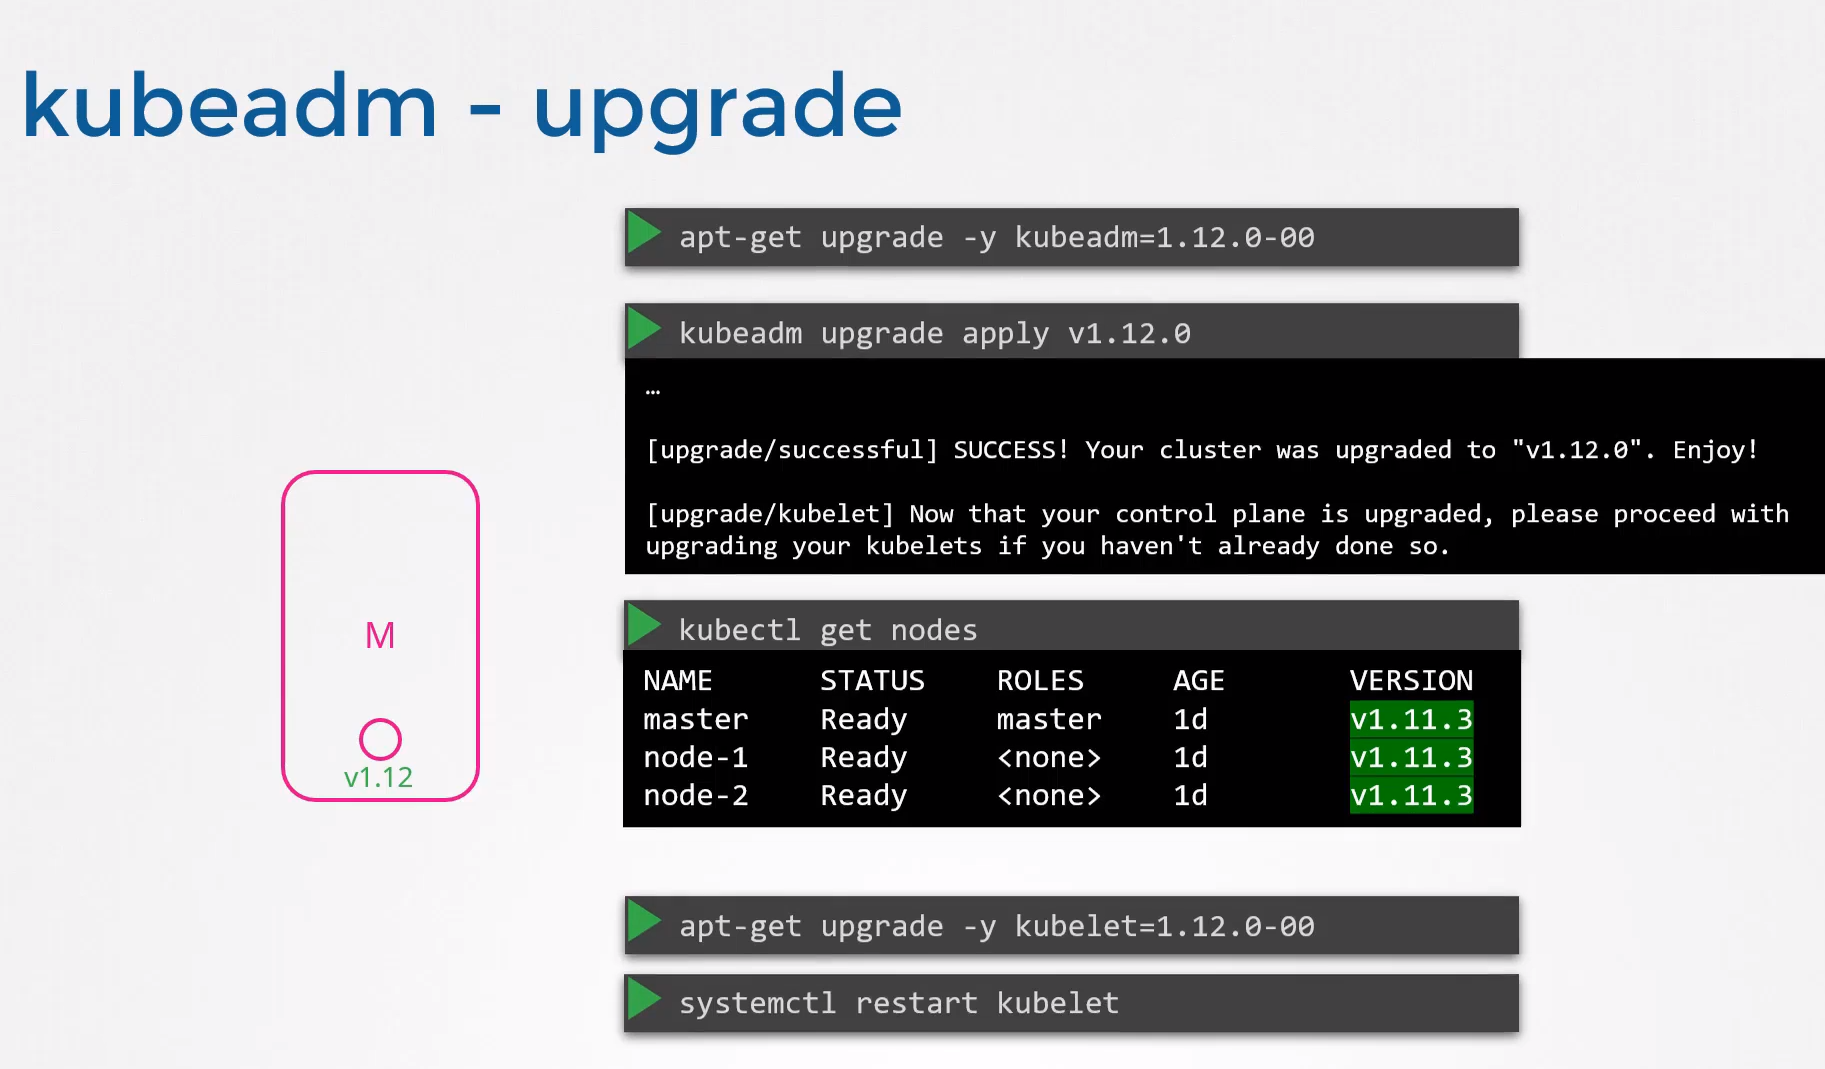 kubeadm - upgrade
apt-get upgrade -y kubeadm=1.12.0-00
kubeadm upgrade apply v1.12.0
…
[upgrade/successful] SUCCESS! Your cluster was upgraded to "v1.12.0". Enjoy!
[upgrade/kubelet] Now that your control plane is upgraded, please proceed with
upgrading your kubelets if you haven't already done so.
M
v1.12
kubectl get nodes
NAME STATUS ROLES AGE VERSION
master Ready master 1d v1.11.3
node-1 Ready <none> 1d v1.11.3
node-2 Ready <none> 1d v1.11.3
apt-get upgrade -y kubelet=1.12.0-00
systemctl restart kubelet